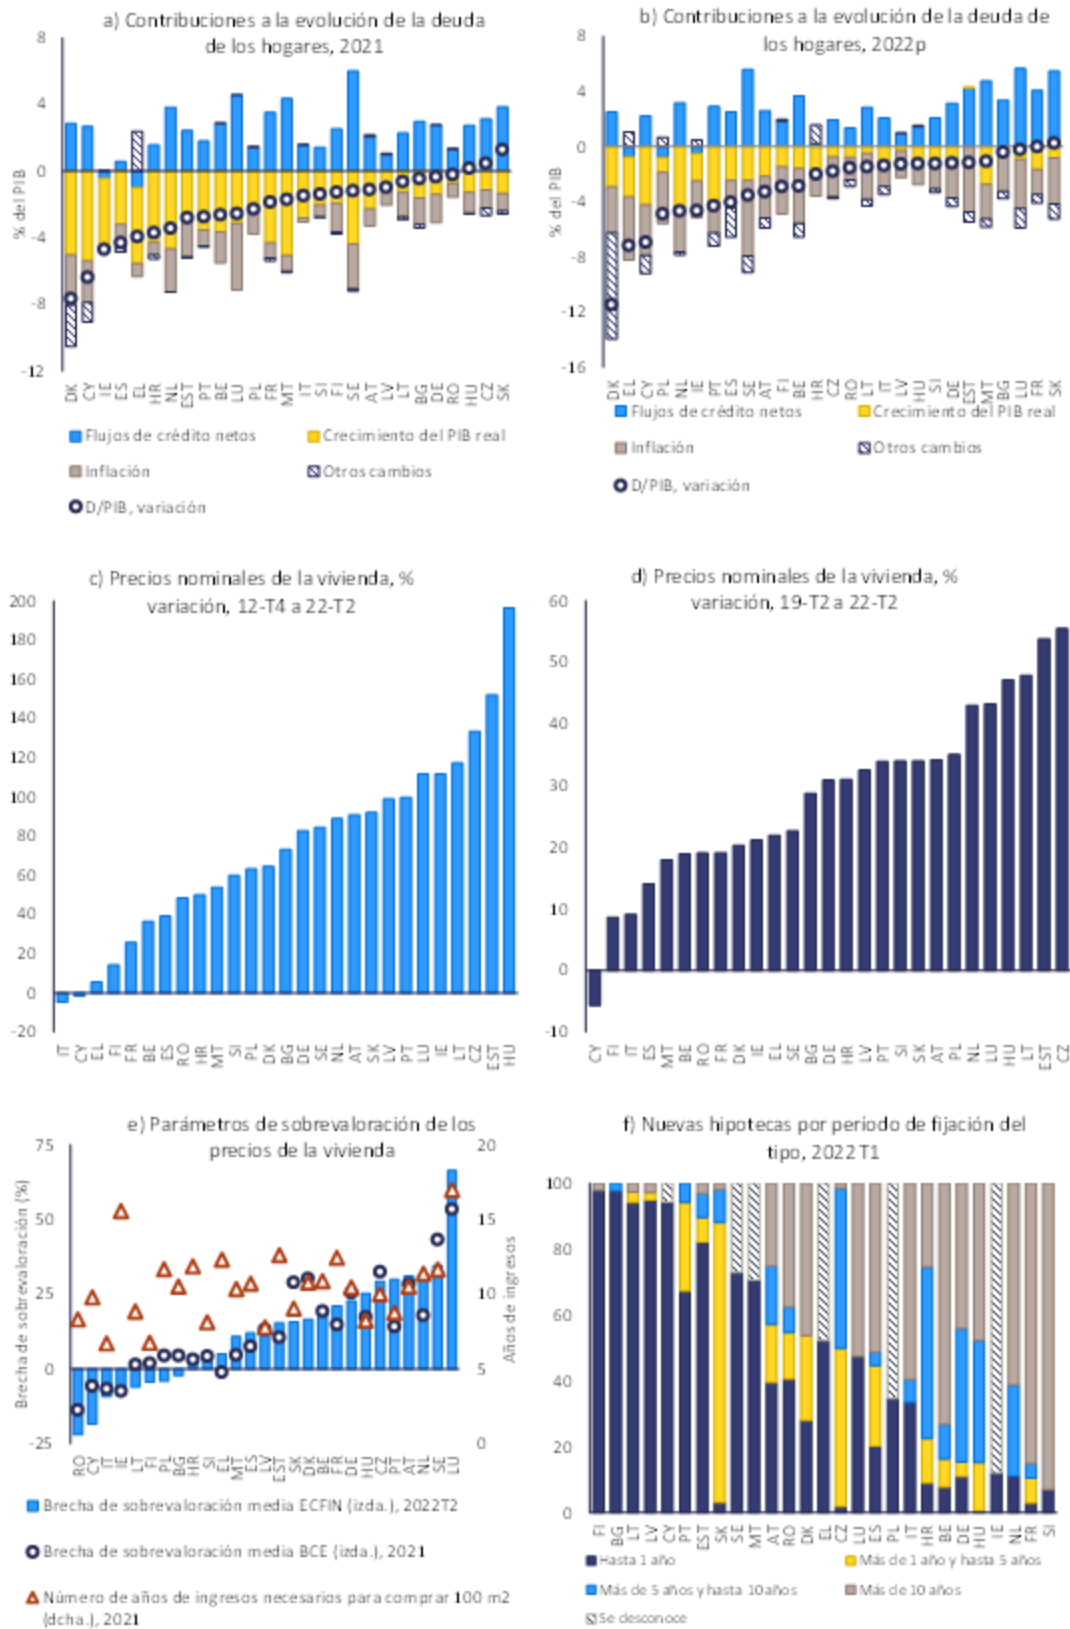 a) Contribuciones a la evolución de la deuda
de los hogares, 2021
% del PIB
8
4
0
-4
-8
-12
DK CY IE ES EL HR NL EST PT BE LU PL FR MT IT SI FI SE AT LV LT BG DE RO HU CZ SK
Flujos de crédito netos
Crecimiento del PIB real
Inflación
Otros cambios
D/PIB, variación
b) Contribuciones a la evolución de la deuda de
los hogares, 2022p
% del PIB
8
4
0
-4
-8
-12
-16
DK EL CY PL NL IE PT ES SE AT FI BE HR CZ RO LT IT LV HU SI DE EST MT BG LU FR SK
Flujos de crédito netos
Crecimiento del PIB real
Inflación
Otros cambios
D/PIB, variación
c) Precios nominales de la vivienda, %
variación, 12-T4 a 22-T2
200
180
160
140
120
100
80
60
40
20
0
-20
IT CY EL FI FR BE ES RO HR MT SI PL DK BG DE SE NL AT SK LV PT LU IE LT CZ EST HU
d) Precios nominales de la vivienda, %
variación, 19-T2 a 22-T2
60
50
40
30
20
10
0
-10
CY FI IT ES MT BE RO FR DK IE EL SE BG DE HR LV PT SI SK AT PL NL LU HU LT EST CZ
e) Parámetros de sobrevaloración de los
precios de la vivienda
Brecha de sobrevaloración (%)
75
50
25
0
-25
20
15
10
5
0
Años de ingresos
RO CY IT IE LT FI PL BG HR SI EL MT ES LV EST SK DK BE FR DE HU CZ PT AT NL SE LU
Brecha de sobrevaloración media ECFIN (izda.), 2022T2
Brecha de sobrevaloración media BCE (izda.), 2021
Número de años de ingresos necesarios para comprar 100 m2
(dcha.), 2021
f) Nuevas hipotecas por período de fijación del
tipo, 2022 T1
100
80
60
40
20
0
FI BG LT LV CY PT EST SK SE MT AT RO DK EL CZ LU ES PL IT HR BE DE HU IE NL FR SI
Hasta 1 año
Más de 1 año y hasta 5 años
Más de 5 años y hasta 10 años
Más de 10 años
Se desconoce